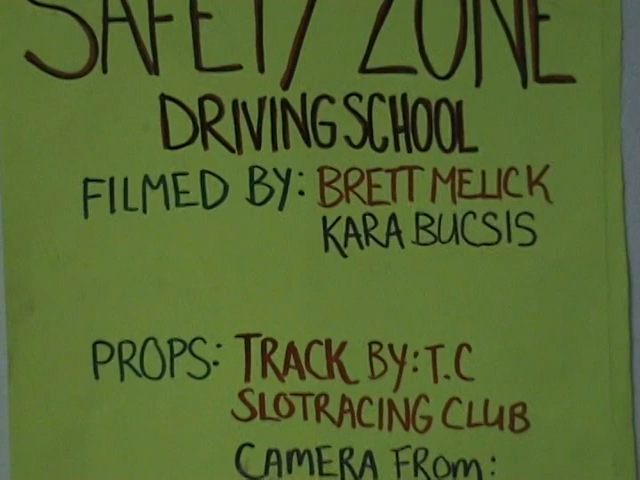 SAFETY ZONE
DRIVING SCHOOL
FILMED BY: BRETT MELICK
KARA BUCSIS
PROPS: TRACK BY: T.C
SLOTRACING CLUB
CAMERA FROM: